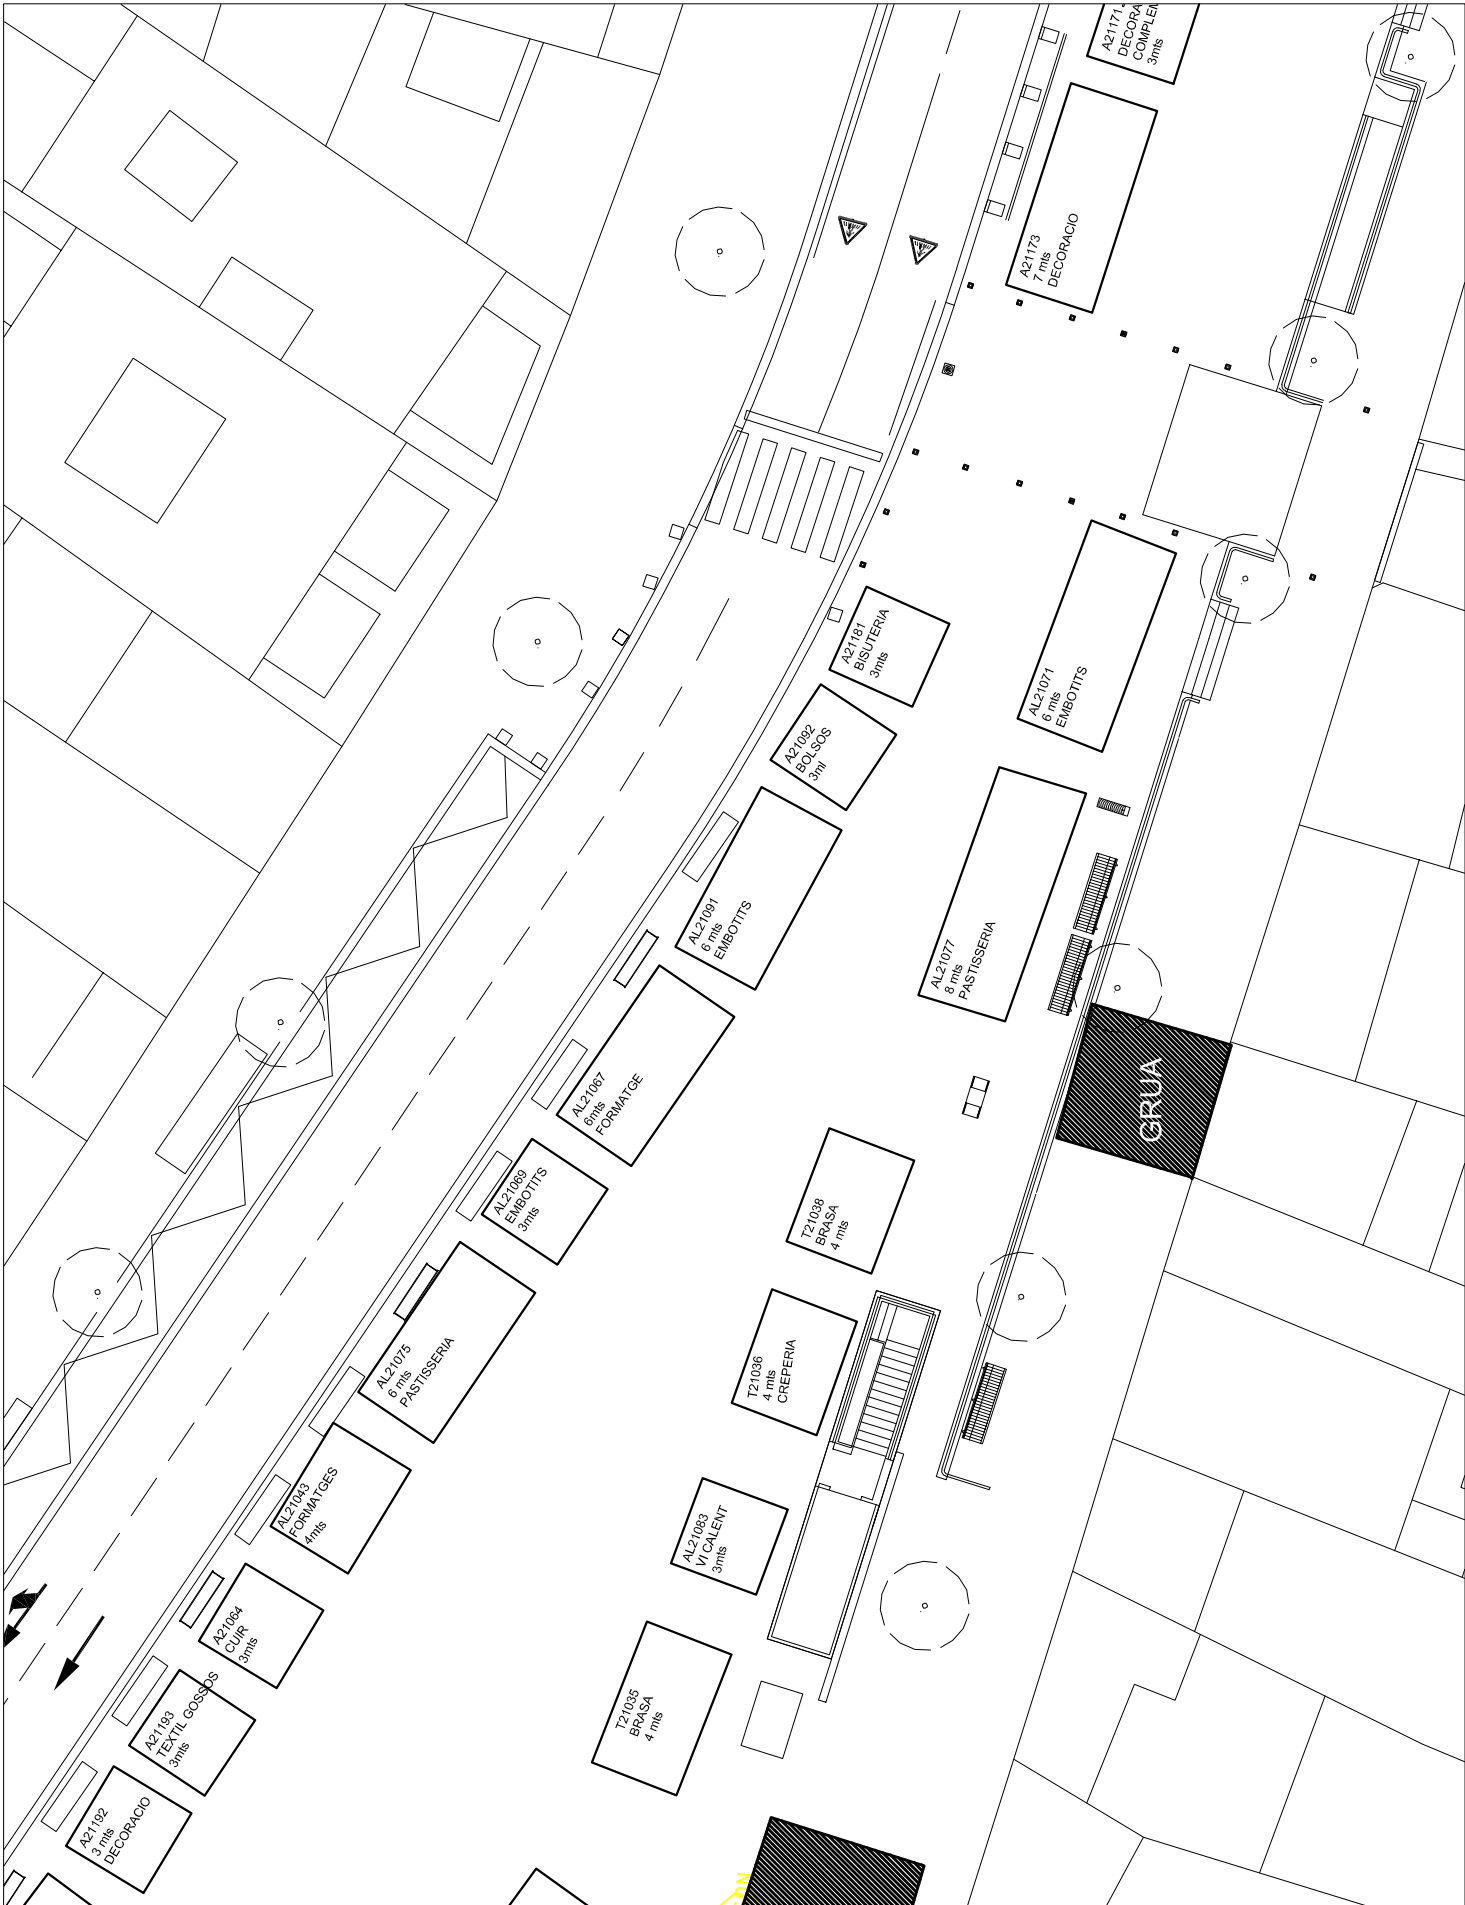 A21171
DECORA
COMPLEM
3mts
A21173
7 mts
DECORACIO
A21181
BISUTERIA
3mts
AL21071
6 mts
EMBOTITS
A21092
BOLSOS
3ml
AL21091
6 mts
EMBOTITS
AL21077
8 mts
PASTISSERIA
AL21067
6mts
FORMATGE
GRUA
AL21069
EMBOTITS
3mts
T21038
BRASA
4 mts
AL21075
6 mts
PASTISSERIA
T21036
4 mts
CREPERIA
AL21043
FORMATGES
4mts
AL21083
VI CALENT
3mts
A21064
CUIR
3mts
A21193
TEXTIL GOSSOS
3mts
T21035
BRASA
4 mts
A21192
3 mts
DECORACIO